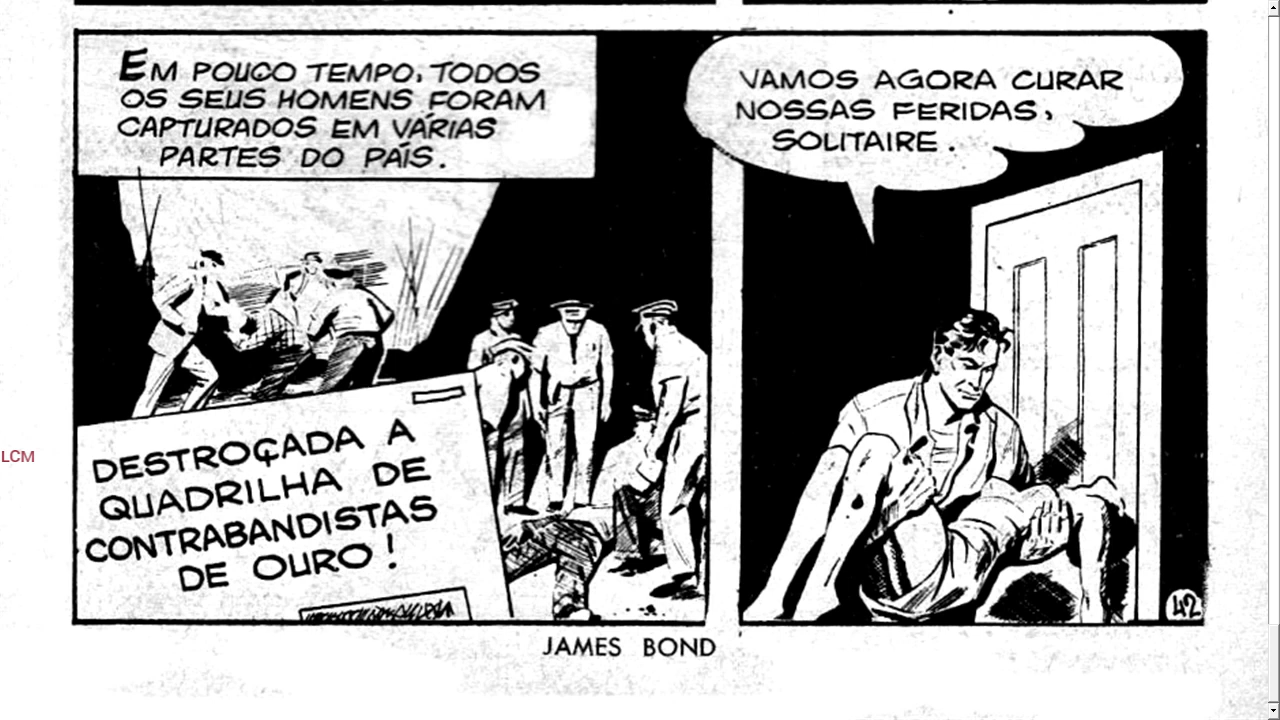 EM POUCO TEMPO, TODOS
OS SEUS HOMENS FORAM
CAPTURADOS EM VÁRIAS
PARTES DO PAÍS.
DESTROÇADA A
QUADRILHA DE
CONTRABANDISTAS
DE OURO!
VAMOS AGORA CURAR
NOSSAS FERIDAS,
SOLITAIRE.
42
JAMES BOND
LCM